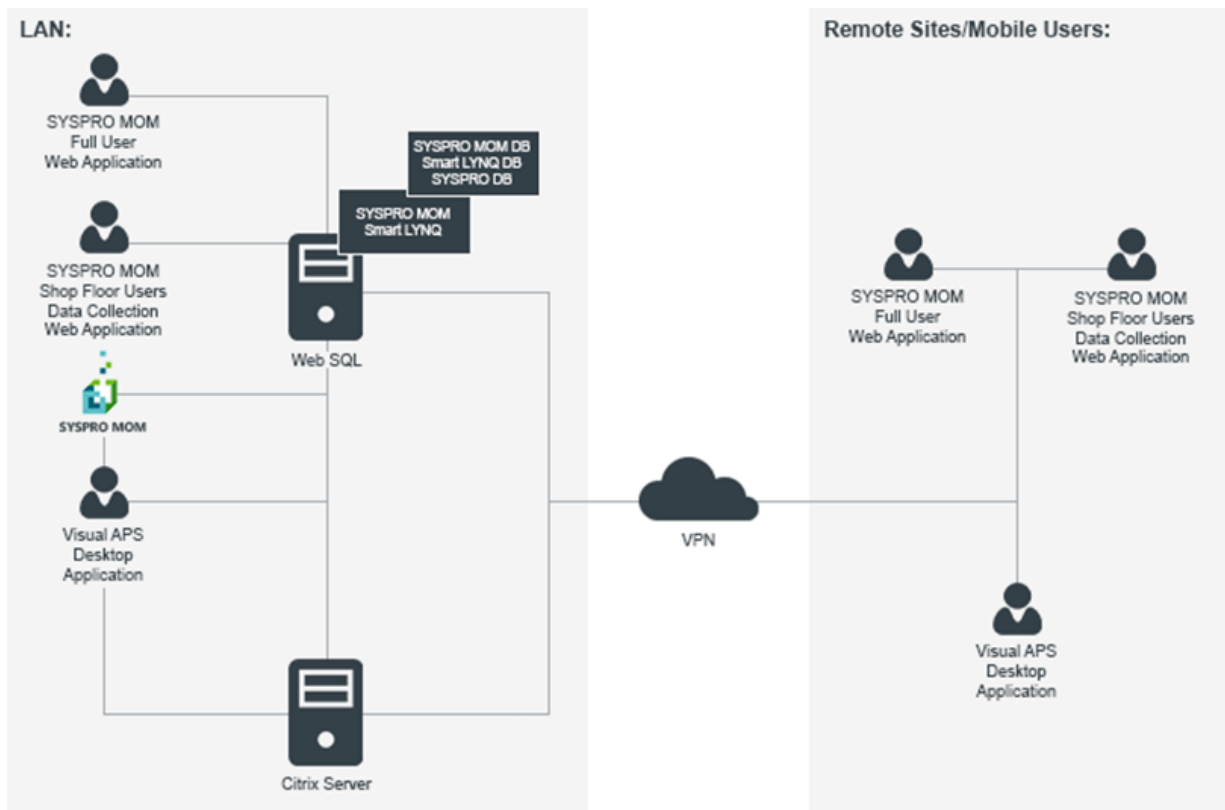 LAN:
SYSPRO MOM
Full User
Web Application
SYSPRO MOM DB
Smart LYNQ DB
SYSPRO DB
SYSPRO MOM
Smart LYNQ
SYSPRO MOM
Shop Floor Users
Data Collection
Web Application
Web SQL
SYSPRO MOM
Visual APS
Desktop
Application
Citrix Server
VPN
Remote Sites/Mobile Users:
SYSPRO MOM
Full User
Web Application
SYSPRO MOM
Shop Floor Users
Data Collection
Web Application
Visual APS
Desktop
Application